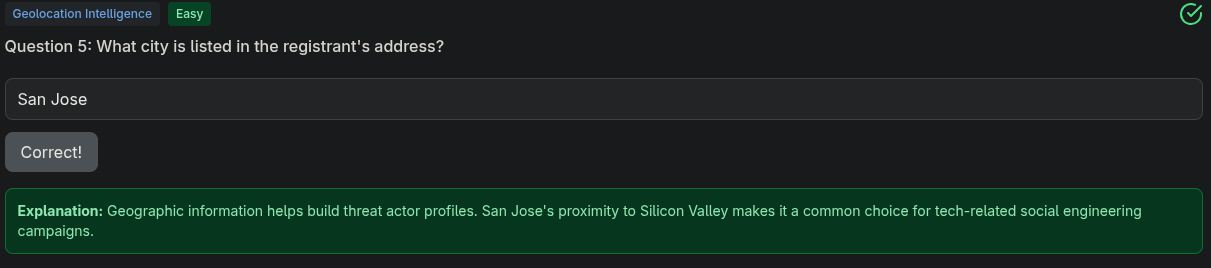 Geolocation Intelligence Easy
Question 5: What city is listed in the registrant's address?
San Jose
Correct!
Explanation: Geographic information helps build threat actor profiles. San Jose's proximity to Silicon Valley makes it a common choice for tech-related social engineering
campaigns.